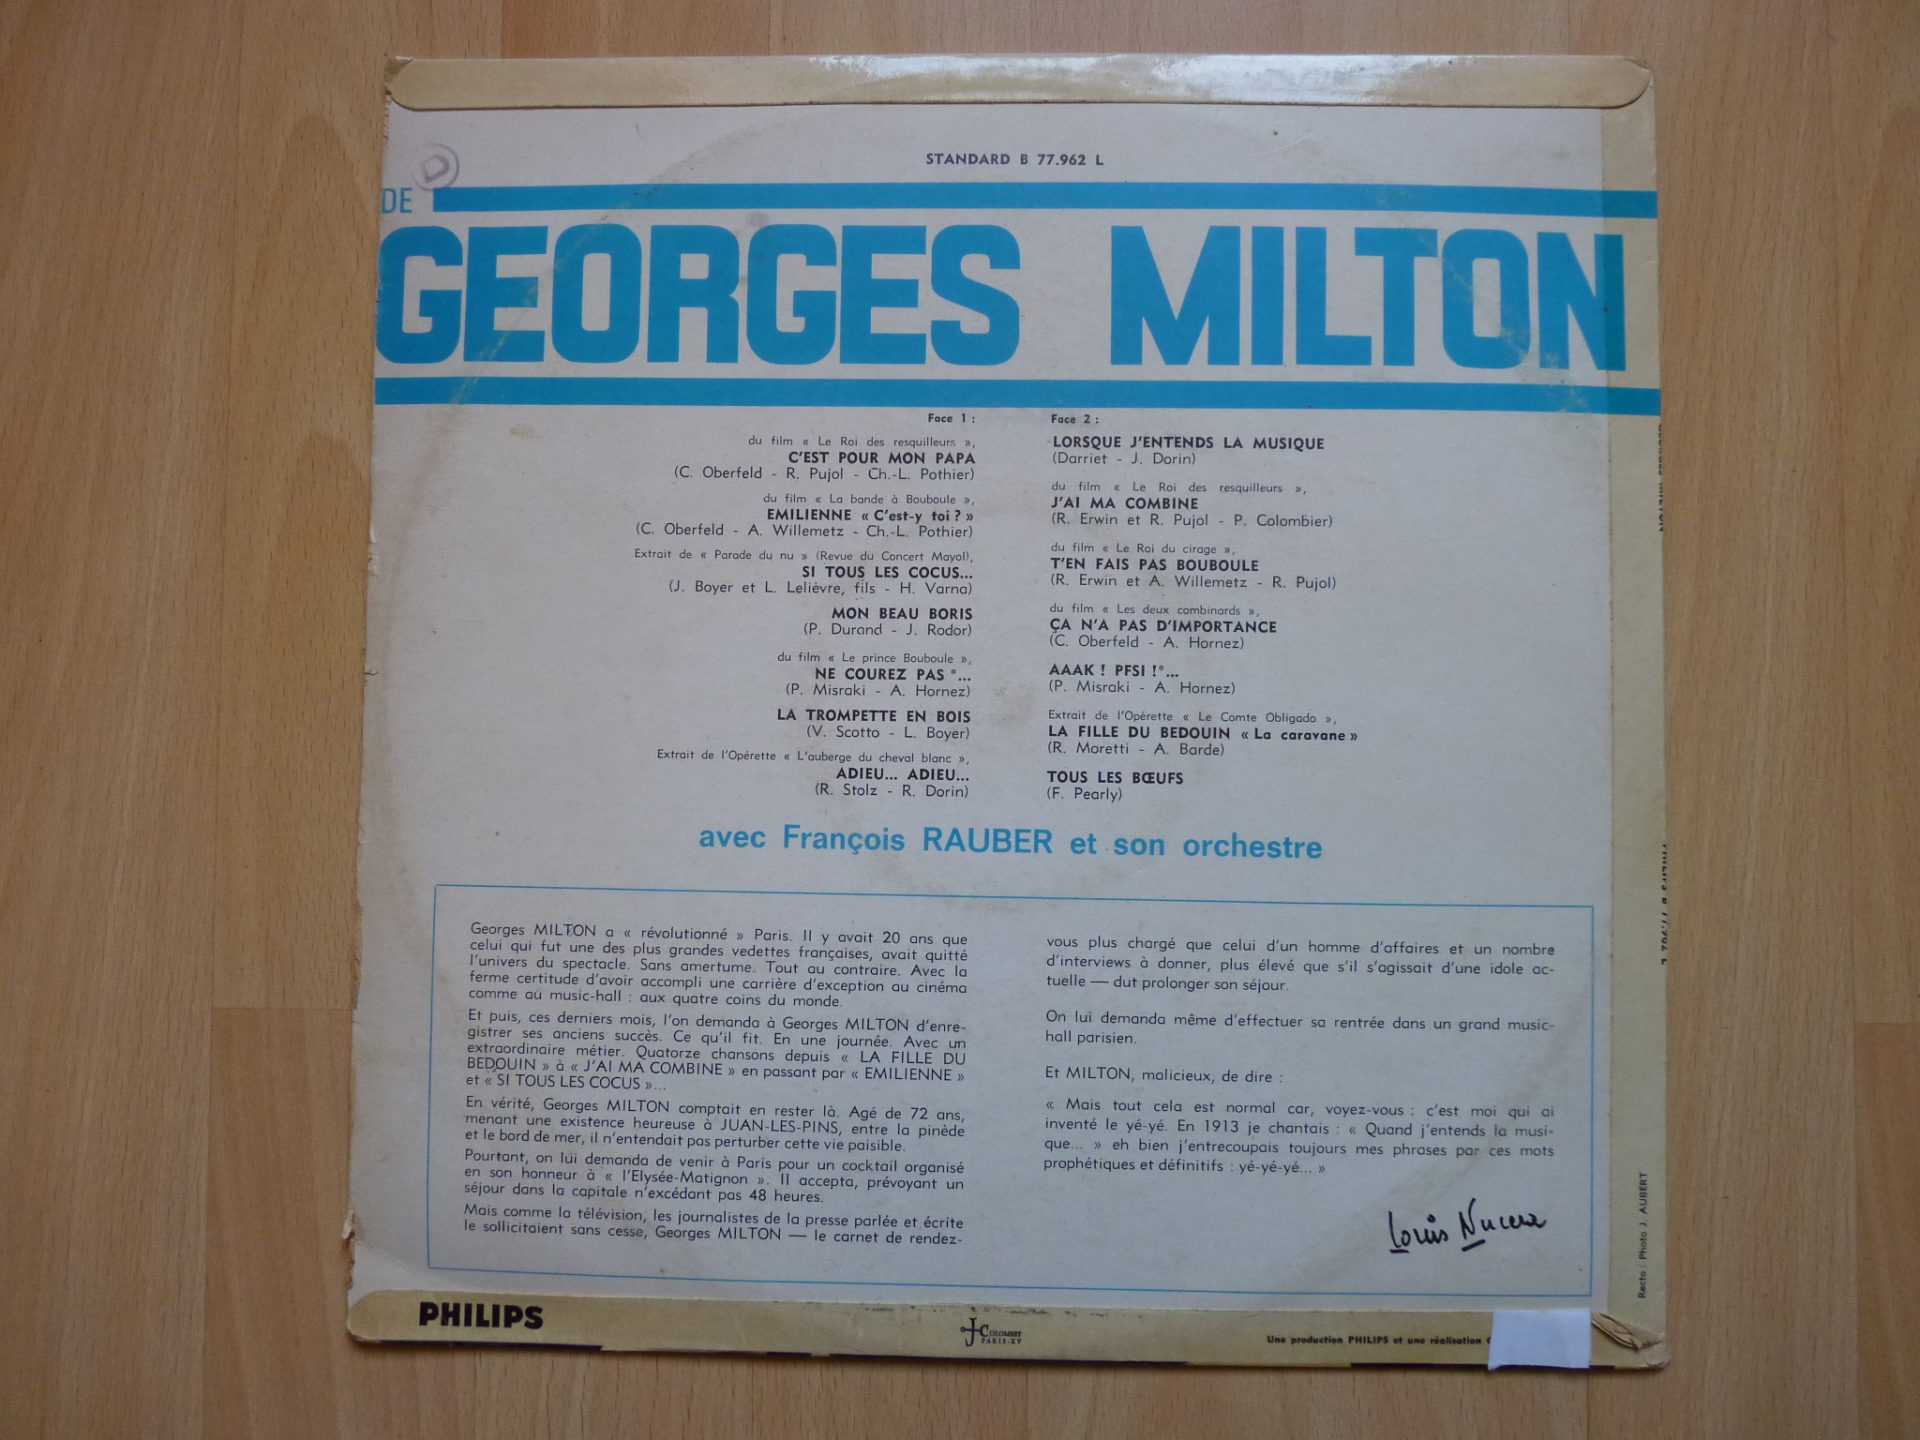 STANDARD B 77.962 L
DE
GEORGES MILTON
Face 1 :
du film « Le Roi des resquilleurs »,
C'EST POUR MON PAPA
(C. Oberfeld - R. Pujol - Ch.-L. Pothier)
du film « La bande à Bouboule »,
EMILIENNE « C'est-y toi ? »
(C. Oberfeld - A. Willemetz - Ch.-L. Pothier)
Extrait de « Parade du nu » (Revue du Concert Mayol),
SI TOUS LES COCUS...
(J. Boyer et L. Lelièvre, fils - H. Varna)
MON BEAU BORIS
(P. Durand - J. Rodor)
du film « Le prince Bouboule »,
NE COUREZ PAS *...
(P. Misraki - A. Hornez)
LA TROMPETTE EN BOIS
(V. Scotto - L. Boyer)
Extrait de l'Opérette « L'auberge du cheval blanc »,
ADIEU... ADIEU...
(R. Stolz - R. Dorin)
Face 2 :
LORSQUE J'ENTENDS LA MUSIQUE
(Darriet - J. Dorin)
du film « Le Roi des resquilleurs »,
J'AI MA COMBINE
(R. Erwin et R. Pujol - P. Colombier)
du film « Le Roi du cirage »,
T'EN FAIS PAS BOUBOULE
(R. Erwin et A. Willemetz - R. Pujol)
du film « Les deux combinards »,
ÇA N'A PAS D'IMPORTANCE
(C. Oberfeld - A. Hornez)
AAAK ! PFSI !*...
(P. Misraki - A. Hornez)
Extrait de l'Opérette « Le Comte Obligado »,
LA FILLE DU BEDOUIN « La caravane »
(R. Moretti - A. Barde)
TOUS LES BŒUFS
(F. Pearly)
avec François RAUBER et son orchestre
Georges MILTON a « révolutionné » Paris. Il y avait 20 ans que
celui qui fut une des plus grandes vedettes françaises, avait quitté
l'univers du spectacle. Sans amertume. Tout au contraire. Avec la
ferme certitude d'avoir accompli une carrière d'exception au cinéma
comme au music-hall : aux quatre coins du monde.
Et puis, ces derniers mois, l'on demanda à Georges MILTON d'enre-
gistrer ses anciens succès. Ce qu'il fit. En une journée. Avec un
extraordinaire métier. Quatorze chansons depuis « LA FILLE DU
BEDOUIN » à « J'AI MA COMBINE » en passant par « EMILIENNE »
et « SI TOUS LES COCUS »...
En vérité, Georges MILTON comptait en rester là. Agé de 72 ans,
menant une existence heureuse à JUAN-LES-PINS, entre la pinède
et le bord de mer, il n'entendait pas perturber cette vie paisible.
Pourtant, on lui demanda de venir à Paris pour un cocktail organisé
en son honneur à « l'Elysée-Matignon ». Il accepta, prévoyant un
séjour dans la capitale n'excédant pas 48 heures.
Mais comme la télévision, les journalistes de la presse parlée et écrite
le sollicitaient sans cesse, Georges MILTON — le carnet de rendez-
vous plus chargé que celui d'un homme d'affaires et un nombre
d'interviews à donner, plus élevé que s'il s'agissait d'une idole ac-
tuelle — dut prolonger son séjour.
On lui demanda même d'effectuer sa rentrée dans un grand music-
hall parisien.
Et MILTON, malicieux, de dire :
« Mais tout cela est normal car, voyez-vous : c'est moi qui ai
inventé le yé-yé. En 1913 je chantais : « Quand j'entends la musi-
que... » eh bien j'entrecoupais toujours mes phrases par ces mots
prophétiques et définitifs : yé-yé-yé... »
Louis Nucera
Recto : Photo J. AUBERT
PHILIPS
J. COLOMBET
PARIS-XV
Une production PHILIPS et une réalisation